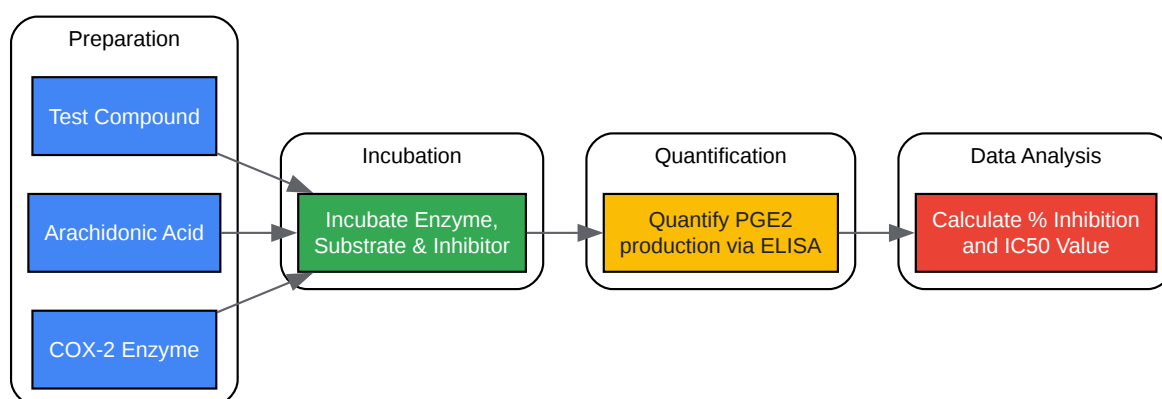 Preparation
Test Compound
Arachidonic Acid
COX-2 Enzyme
Incubation
Incubate Enzyme,
Substrate & Inhibitor
Quantification
Quantify PGE2
production via ELISA
Data Analysis
Calculate % Inhibition
and IC50 Value